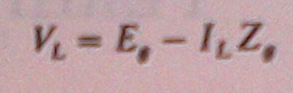 V_L = E_g - I_L Z_g